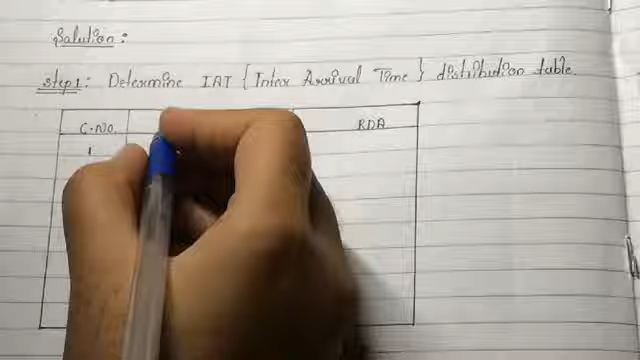 Solution:
Step 1: Determine IAT { Inter Arrival Time } distribution table.
C.No. RDA
1